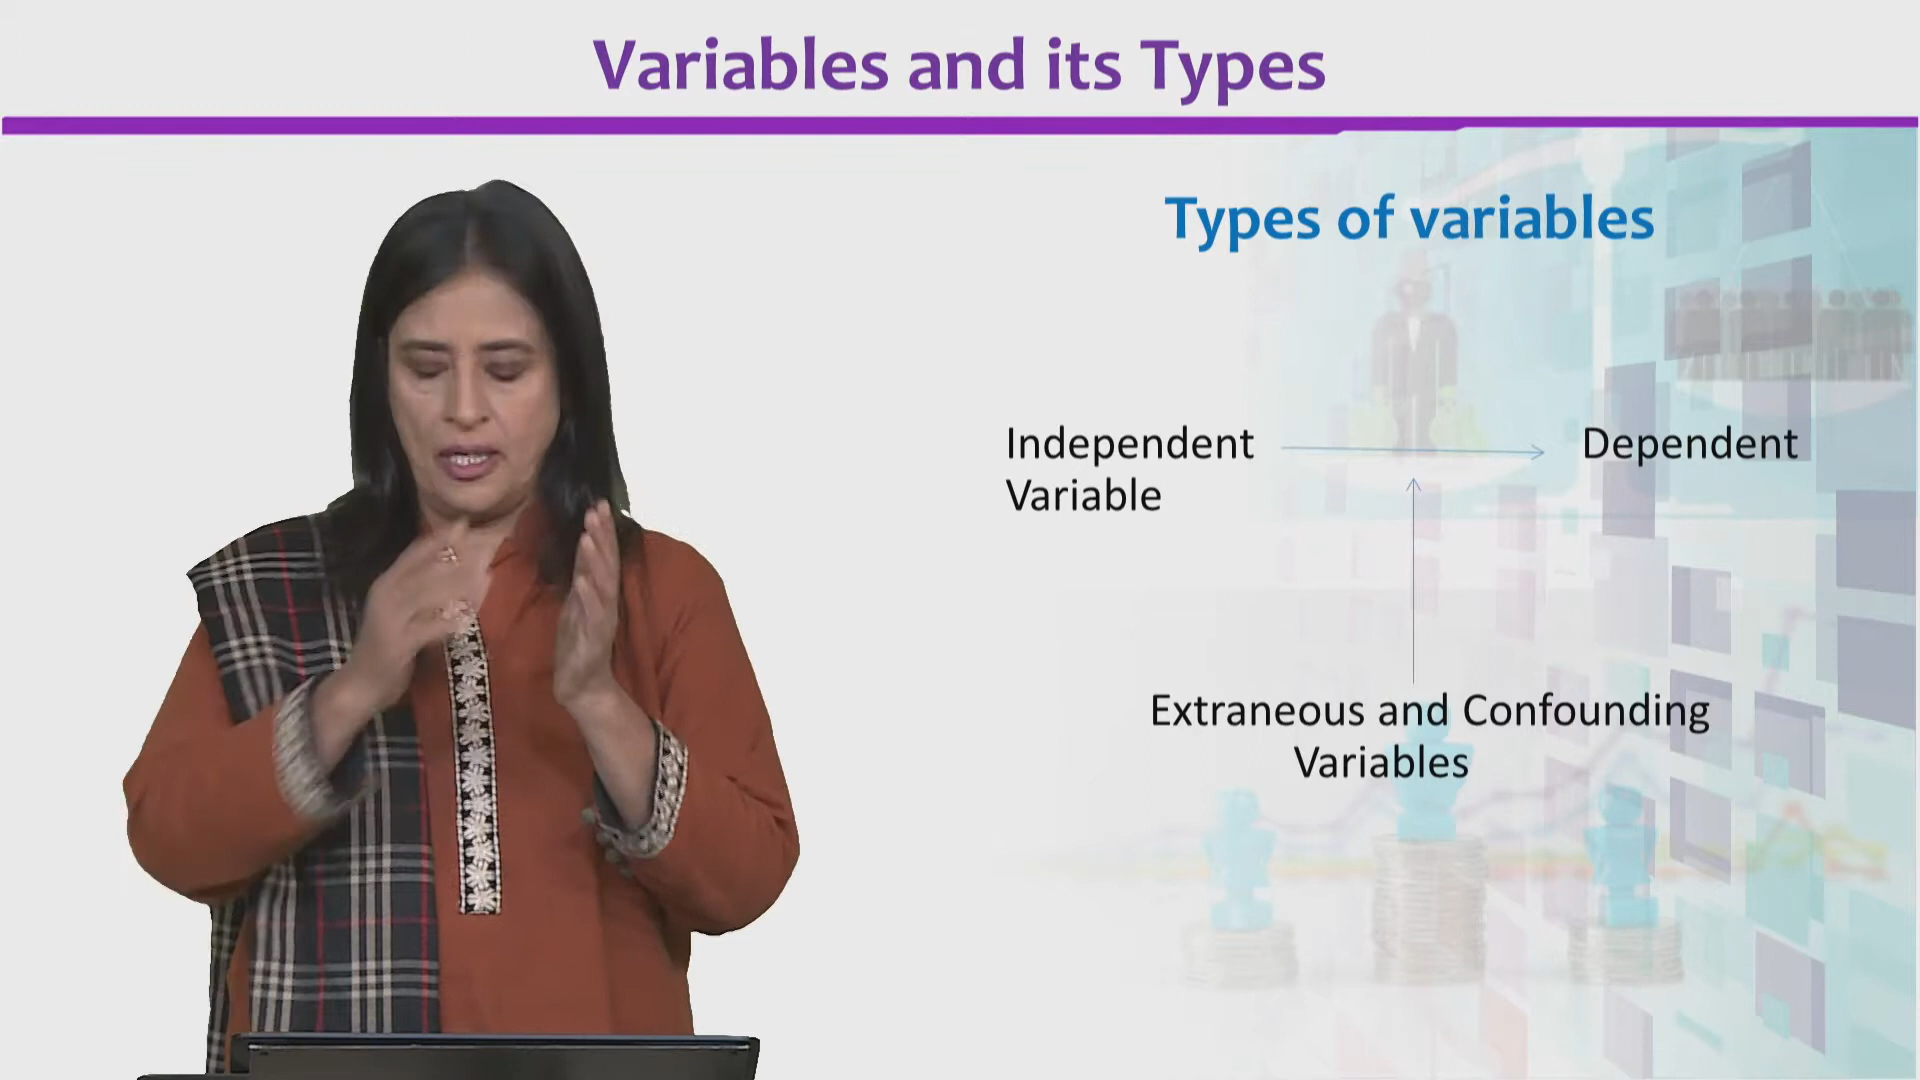 Variables and its Types
Types of variables
Independent
Variable
Dependent
Extraneous and Confounding
Variables